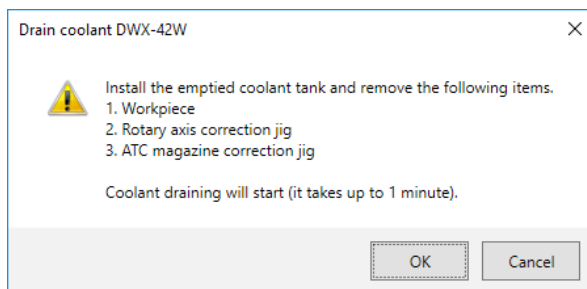 Drain coolant DWX-42W
Install the emptied coolant tank and remove the following items.
1. Workpiece
2. Rotary axis correction jig
3. ATC magazine correction jig
Coolant draining will start (it takes up to 1 minute).
OK
Cancel